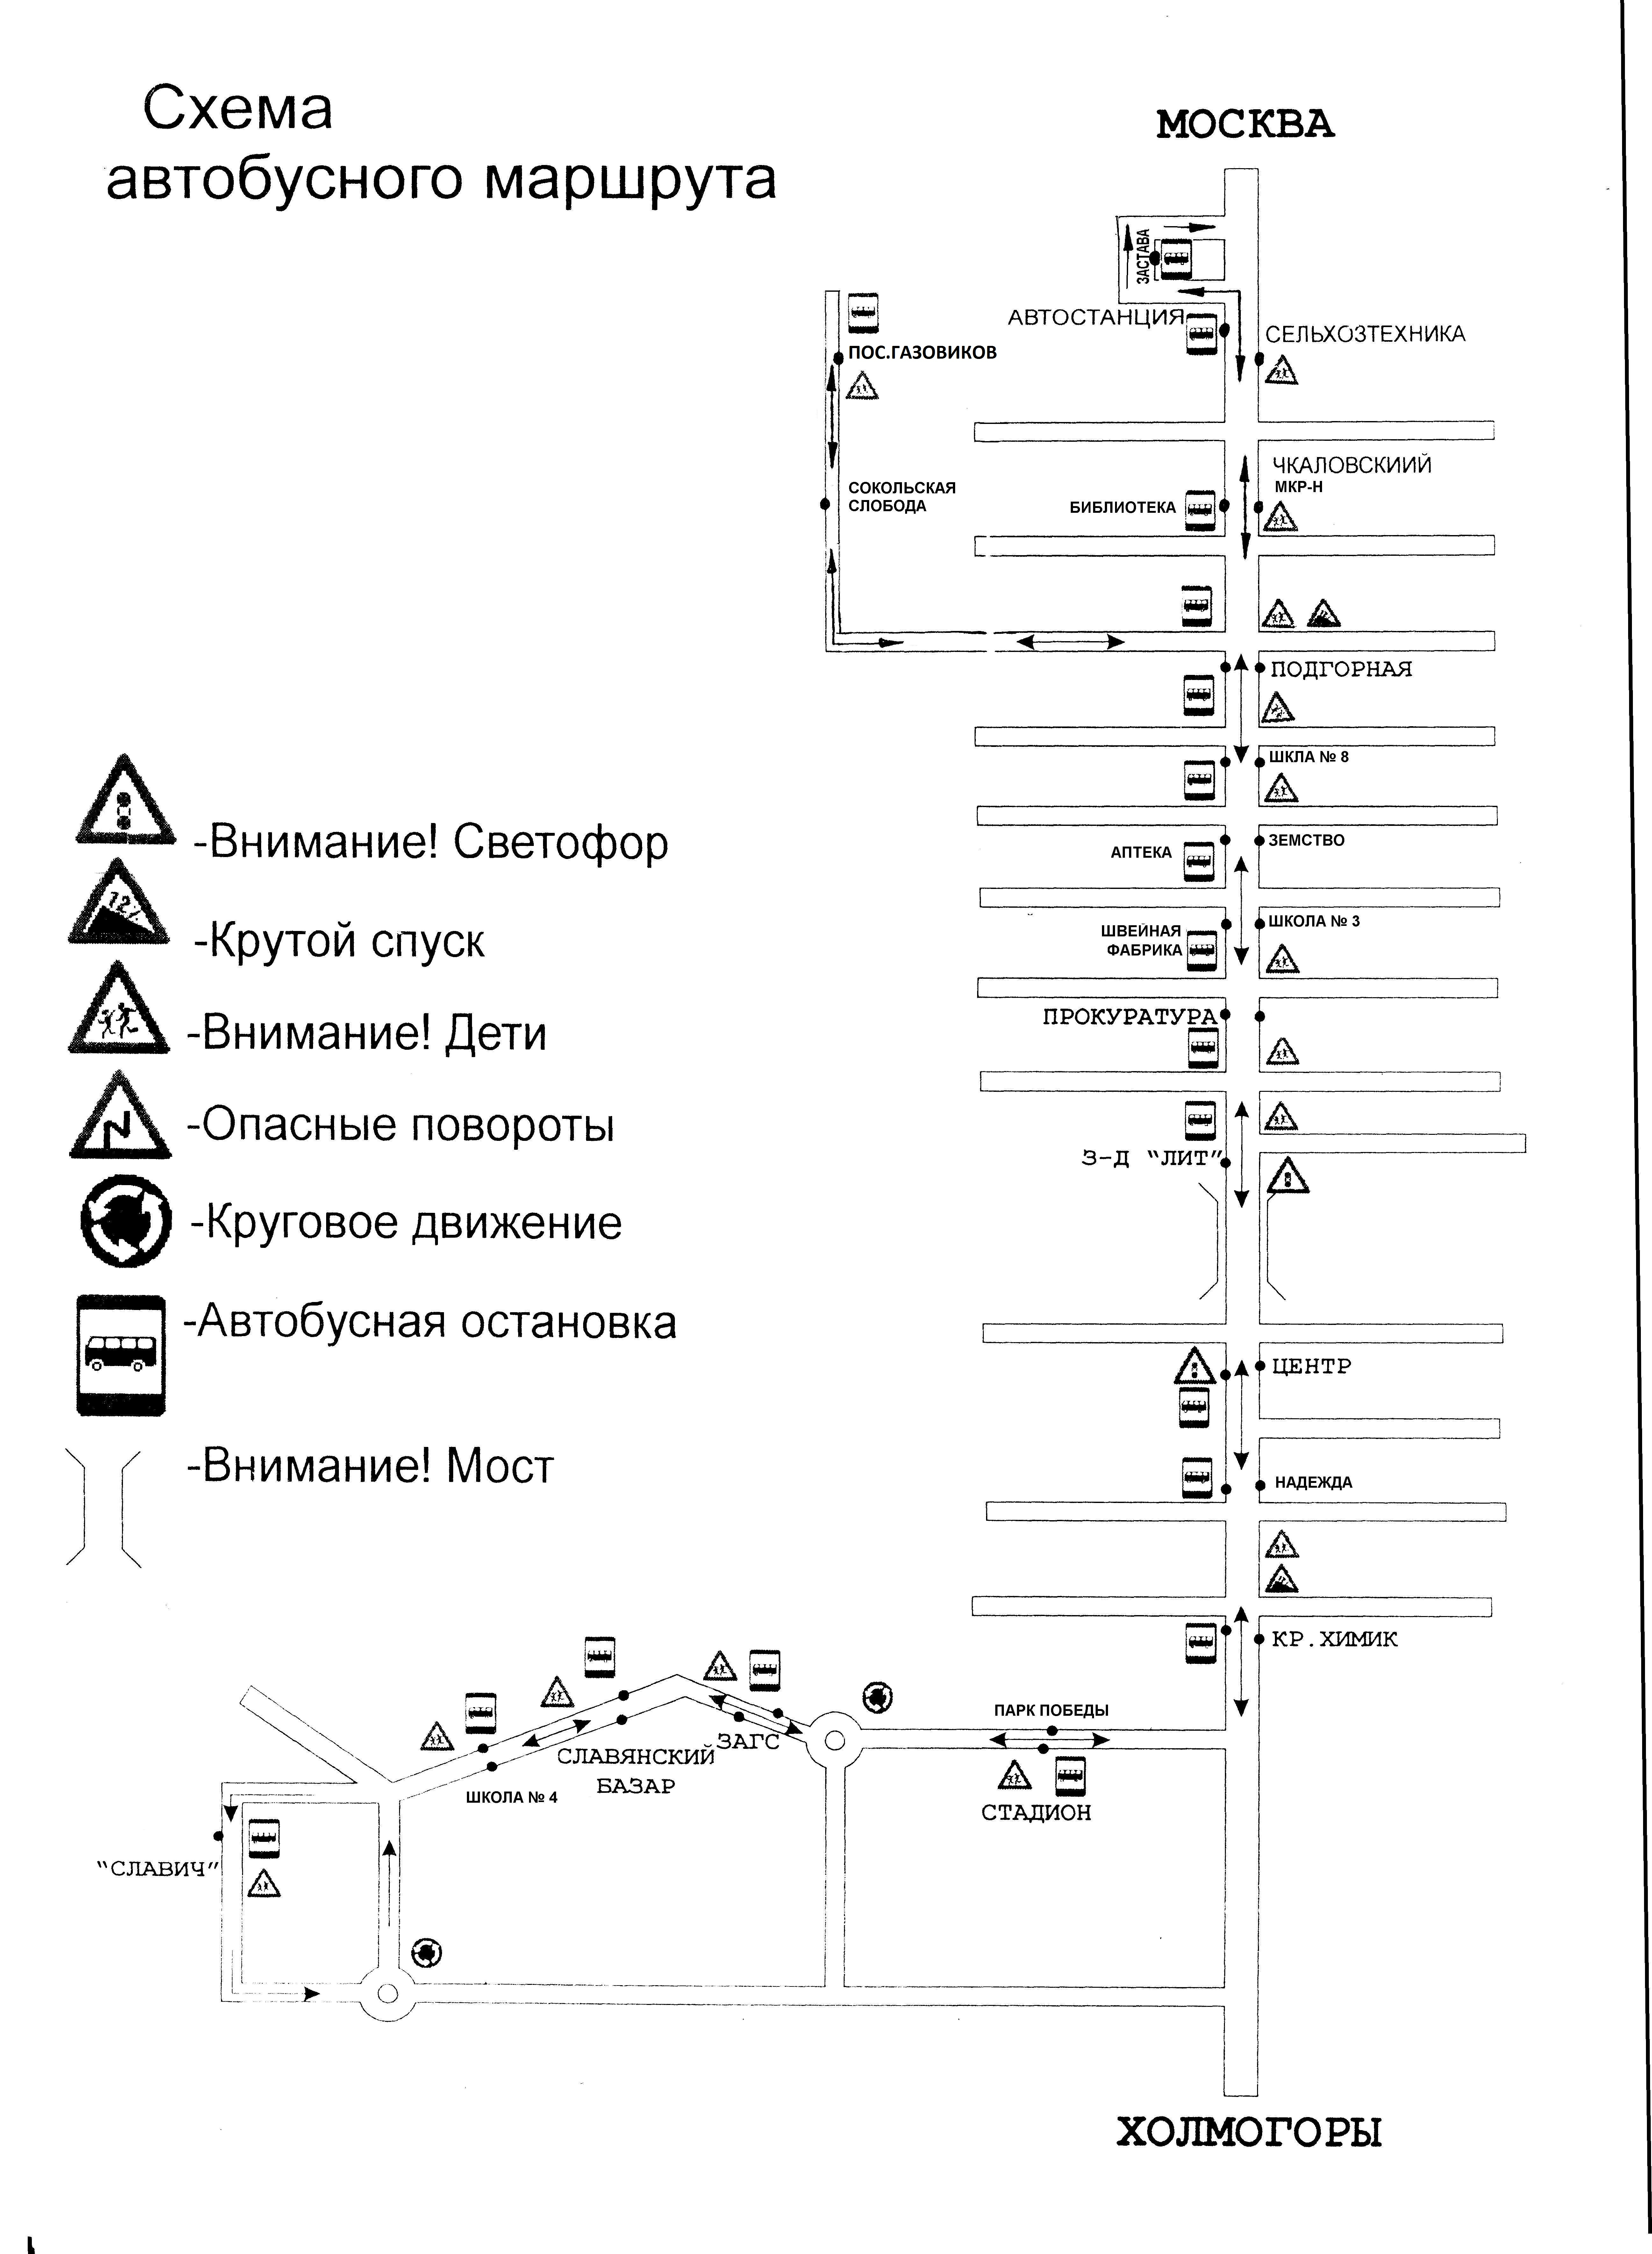 Схема
автобусного маршрута
МОСКВА
ЗАСТАВА
АВТОСТАНЦИЯ
СЕЛЬХОЗТЕХНИКА
ПОС.ГАЗОВИКОВ
ЧКАЛОВСКИИЙ
МКР-Н
СОКОЛЬСКАЯ
СЛОБОДА
БИБЛИОТЕКА
ПОДГОРНАЯ
ШКЛА № 8
-Внимание! Светофор
АПТЕКА
ЗЕМСТВО
12%
-Крутой спуск
ШВЕЙНАЯ
ФАБРИКА
ШКОЛА № 3
-Внимание! Дети
ПРОКУРАТУРА
-Опасные повороты
З-Д "ЛИТ"
-Круговое движение
-Автобусная остановка
ЦЕНТР
-Внимание! Мост
НАДЕЖДА
КР.ХИМИК
ПАРК ПОБЕДЫ
ЗАГС
СЛАВЯНСКИЙ
БАЗАР
ШКОЛА № 4
СТАДИОН
"СЛАВИЧ"
ХОЛМОГОРЫ